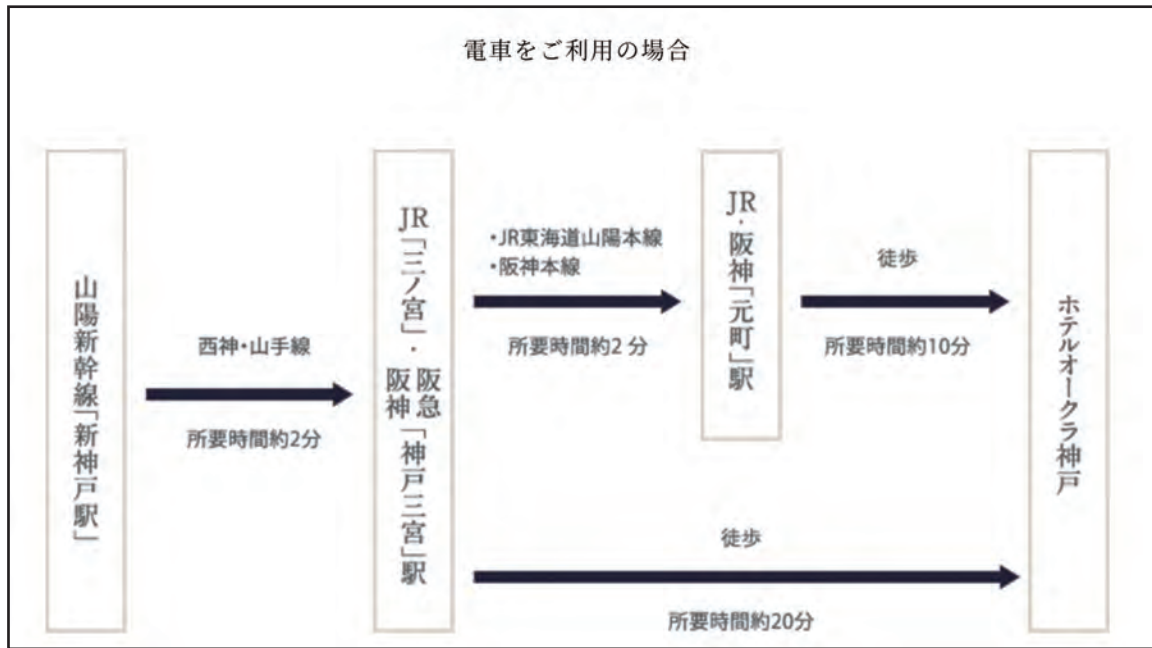 電車をご利用の場合
山陽新幹線「新神戸駅」
西神・山手線
所要時間約2分
JR「三ノ宮」・阪急
阪神「神戸三宮」駅
・JR東海道山陽本線
・阪神本線
所要時間約2 分
JR・阪神「元町」駅
徒歩
所要時間約10分
徒歩
所要時間約20分
ホテルオークラ神戸